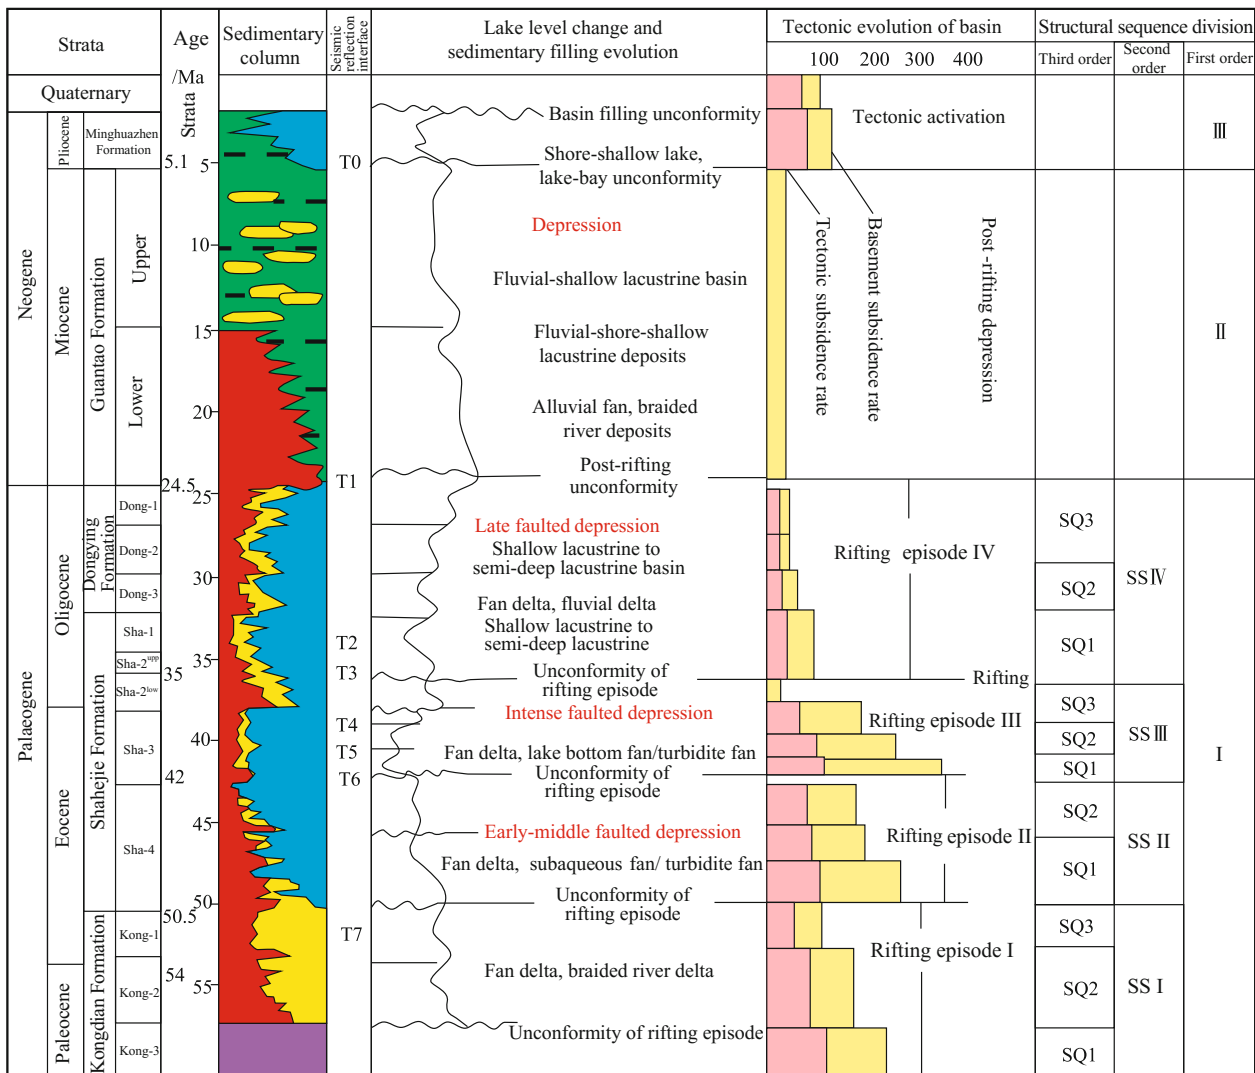 Strata
Age
/Ma
Strata
Sedimentary
column
Seismic
reflection
interface
Lake level change and
sedimentary filling evolution
Tectonic evolution of basin
100 200 300 400
Structural sequence division
Third order
Second
order
First order
Quaternary
Neogene
Palaeogene
Pliocene
Miocene
Oligocene
Eocene
Paleocene
Minghuazhen
Formation
Guantao Formation
Upper
Lower
Dongying
Formation
Dong-1
Dong-2
Dong-3
Shahejie Formation
Sha-1
Sha-2upp
Sha-2low
Sha-3
Sha-4
Kongdian Formation
Kong-1
Kong-2
Kong-3
5.1
5
10
15
20
24.5
25
30
35
35
40
42
45
50
50.5
54
55
T0
T1
T2
T3
T4
T5
T6
T7
Basin filling unconformity
Shore-shallow lake,
lake-bay unconformity
Depression
Fluvial-shallow lacustrine basin
Fluvial-shore-shallow
lacustrine deposits
Alluvial fan, braided
river deposits
Post-rifting
unconformity
Late faulted depression
Shallow lacustrine to
semi-deep lacustrine basin
Fan delta, fluvial delta
Shallow lacustrine to
semi-deep lacustrine
Unconformity of
rifting episode
Intense faulted depression
Fan delta, lake bottom fan/turbidite fan
Unconformity of
rifting episode
Early-middle faulted depression
Fan delta, subaqueous fan/ turbidite fan
Unconformity of
rifting episode
Fan delta, braided river delta
Unconformity of rifting episode
Tectonic activation
Tectonic subsidence rate
Basement subsidence rate
Post -rifting depression
Rifting episode IV
Rifting
Rifting episode III
Rifting episode II
Rifting episode I
SQ3
SQ2
SQ1
SQ3
SQ2
SQ1
SQ2
SQ1
SQ3
SQ2
SQ1
SSⅣ
SSⅢ
SS II
SS I
Ⅲ
Ⅱ
I